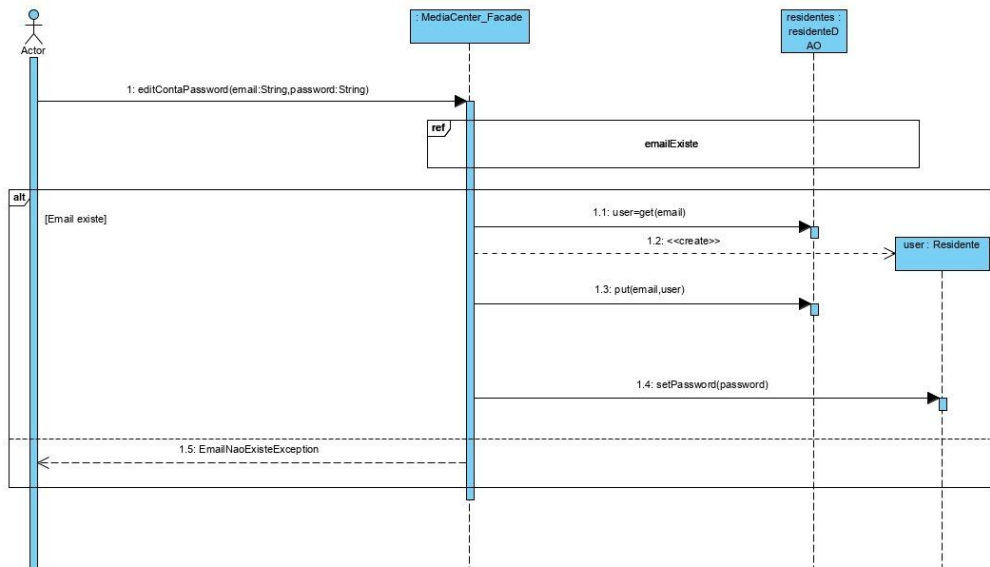 : MediaCenter_Facade
residentes :
residenteD
AO
Actor
1: editContaPassword(email:String,password:String)
ref
emailExiste
alt
[Email existe]
1.1: user=get(email)
1.2: <<create>>
user : Residente
1.3: put(email,user)
1.4: setPassword(password)
1.5: EmailNaoExisteException